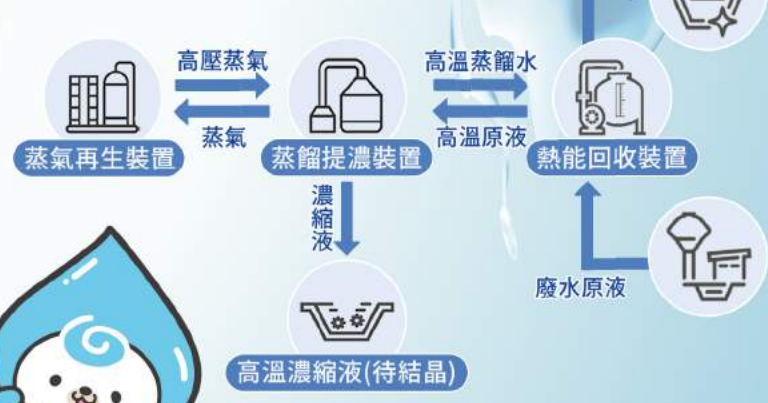 高壓蒸氣
蒸氣
蒸氣再生裝置
高溫蒸餾水
高溫原液
蒸餾提濃裝置
熱能回收裝置
濃縮液
廢水原液
高溫濃縮液(待結晶)